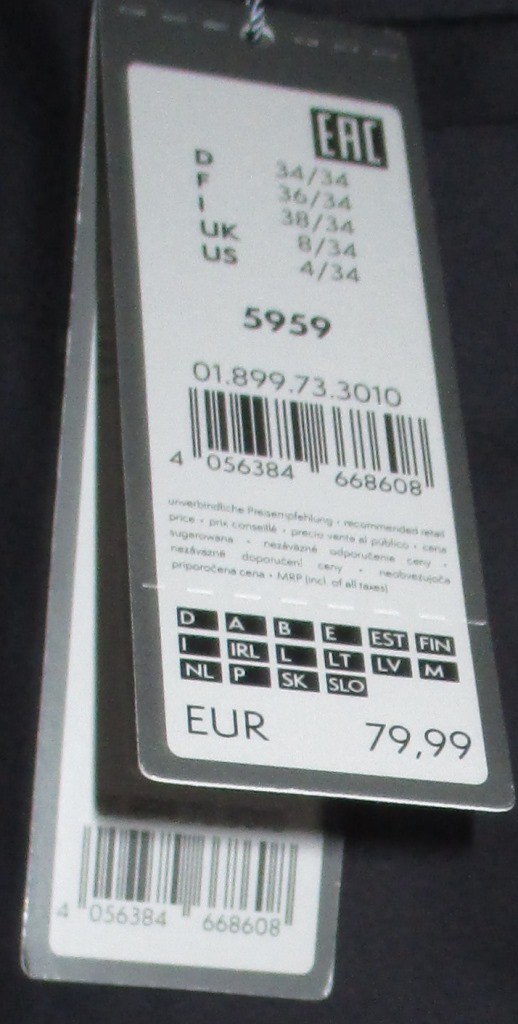 EAC
D 34/34
F 36/34
I 38/34
UK 8/34
US 4/34
5959
01.899.73.3010
4 056384 668608
unverbindliche Preisempfehlung • recommended retail
price • prix conseillé • precio venta al público • cena
sugerowana • nezáväzné odporučenie ceny •
nezávazné doporučení ceny • neobvezujoča
priporočena cena • MRP (incl. of all taxes)
D A B E EST FIN
I IRL L LT LV M
NL P SK SLO
EUR 79,99
4 056384 668608